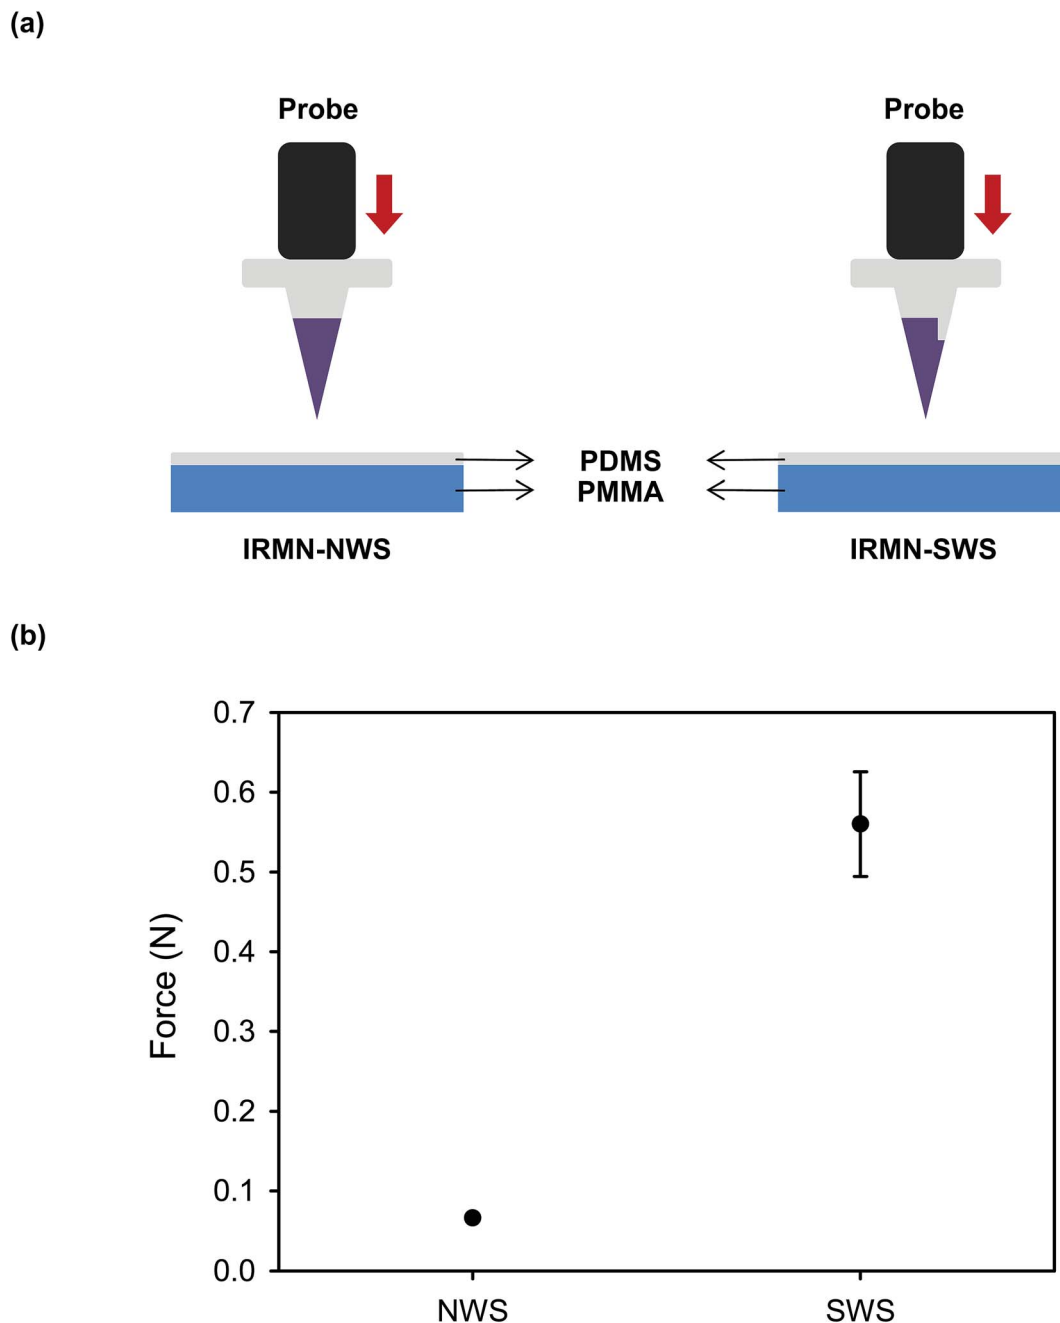 (a)
Probe Probe
PDMS
PMMA
IRMN-NWS IRMN-SWS
(b)
0.7
0.6
0.5
0.4
0.3
0.2
0.1
0.0
Force (N)
NWS SWS